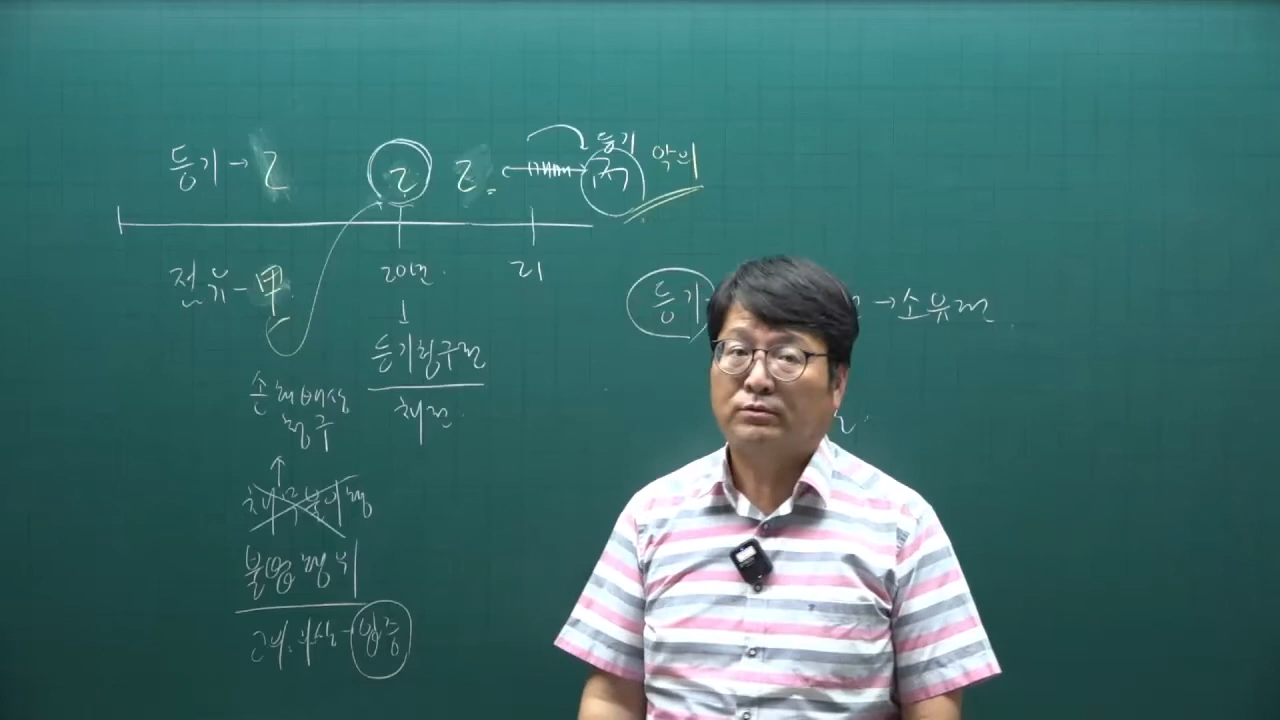 등기→乙 乙 乙 등기 丙 악의
점유-甲 20년 21
등기 →소유권
등기청구권
채권
손해배상
청구
채무불이행
불법행위
고의.과실-입증